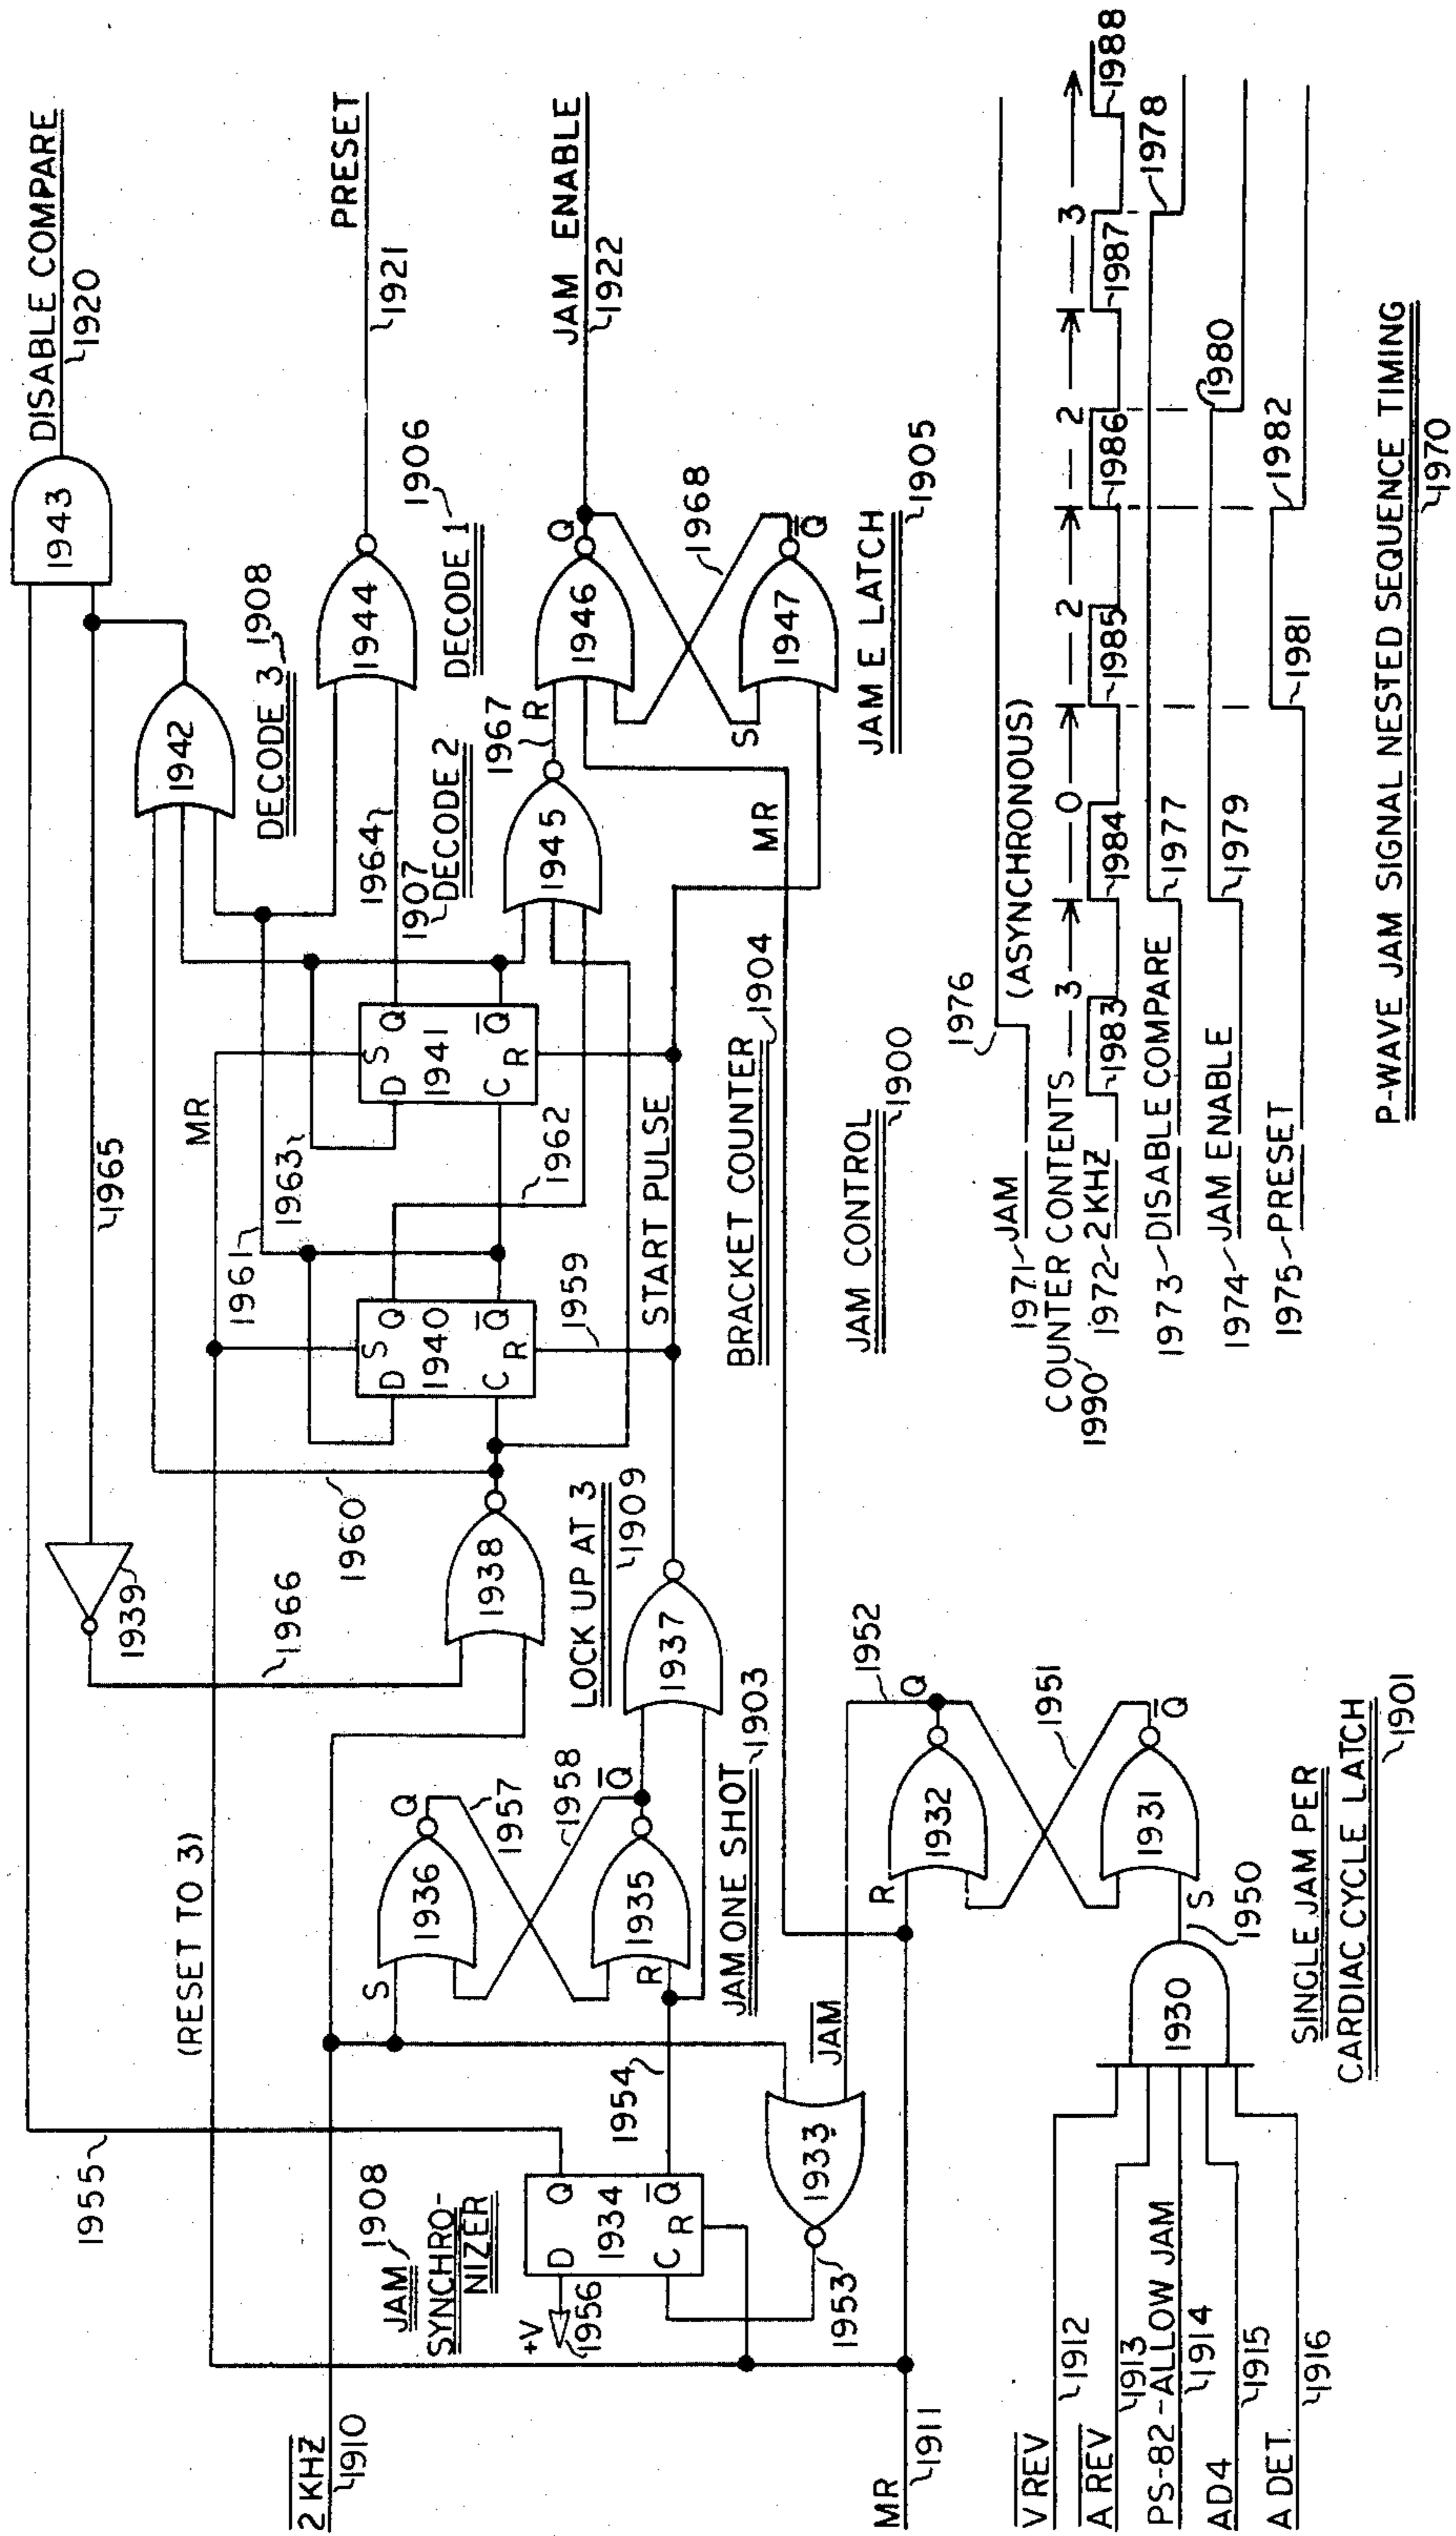 DISABLE COMPARE
1920
1943
1965
1955
DECODE 3
1908
1942
PRESET
1921
1944
DECODE 1
1906
1961
1963
MR
(RESET TO 3)
1964
1907
DECODE 2
1939
1966
1960
S
D
Q
1940
C
Q
R
S
D
Q
1941
C
Q
R
1962
1959
1945
1967
R
JAM ENABLE
1922
Q
1946
1968
S
1947
Q
JAM E LATCH
1905
1938
LOCK UP AT 3
1909
START PULSE
BRACKET COUNTER
1904
MR
1937
S
1936
Q
1957
1958
Q
1935
R
JAM ONE SHOT
1903
1954
JAM
SYNCHRO-
NIZER
1908
+V
1956
D
Q
1934
C
Q
R
1953
1933
JAM
2 KHZ
1910
MR
1911
1952
R
1932
Q
1951
1931
Q
S
1950
1930
V REV
1912
A REV
1913
PS-82-ALLOW JAM
1914
AD4
1915
A DET.
1916
SINGLE JAM PER
CARDIAC CYCLE LATCH
1901
JAM CONTROL
1900
1976
1971 JAM
(ASYNCHRONOUS)
COUNTER CONTENTS — 3 → 0 → 2 → 2 → 3 →
1990
1972 2 KHZ
1983
1984
1985
1986
1987
1988
1973 DISABLE COMPARE
1977
1978
1974 JAM ENABLE
1979
1980
1975 PRESET
1981
1982
P-WAVE JAM SIGNAL NESTED SEQUENCE TIMING
1970